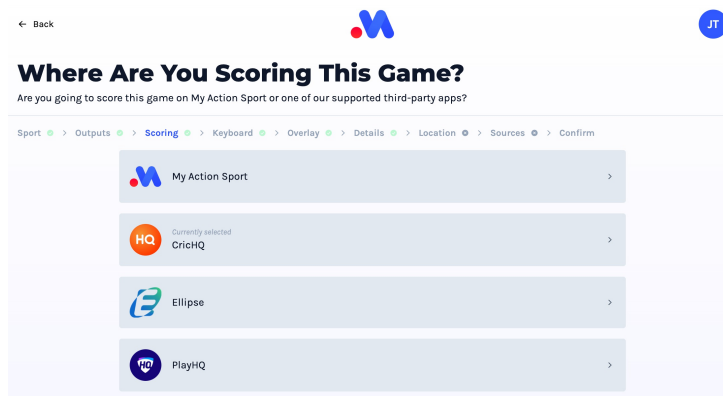 Back
JT
Where Are You Scoring This Game?
Are you going to score this game on My Action Sport or one of our supported third-party apps?
Sport > Outputs > Scoring > Keyboard > Overlay > Details > Location > Sources > Confirm
My Action Sport
HQ
Currently selected
CricHQ
Ellipse
HQ
PlayHQ